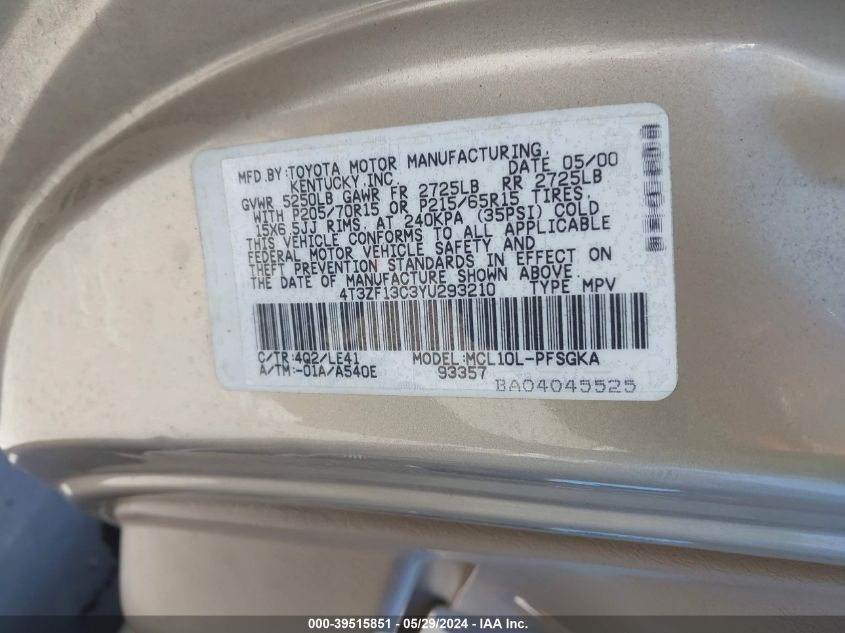 MFD.BY:TOYOTA MOTOR MANUFACTURING,
KENTUCKY,INC. DATE 05/00
GVWR 5250LB GAWR FR 2725LB RR 2725LB
WITH P205/70R15 OR P215/65R15 TIRES,
15X6.5JJ RIMS, AT 240KPA (35PSI) COLD
THIS VEHICLE CONFORMS TO ALL APPLICABLE
FEDERAL MOTOR VEHICLE SAFETY AND
THEFT PREVENTION STANDARDS IN EFFECT ON
THE DATE OF MANUFACTURE SHOWN ABOVE.
4T3ZF13C3YU293210 TYPE MPV
C/TR:4Q2/LE41 MODEL:MCL10L-PFSGKA
A/TM:-01A/A540E 93357
BA04045525
000-39515851 - 05/29/2024 - IAA Inc.